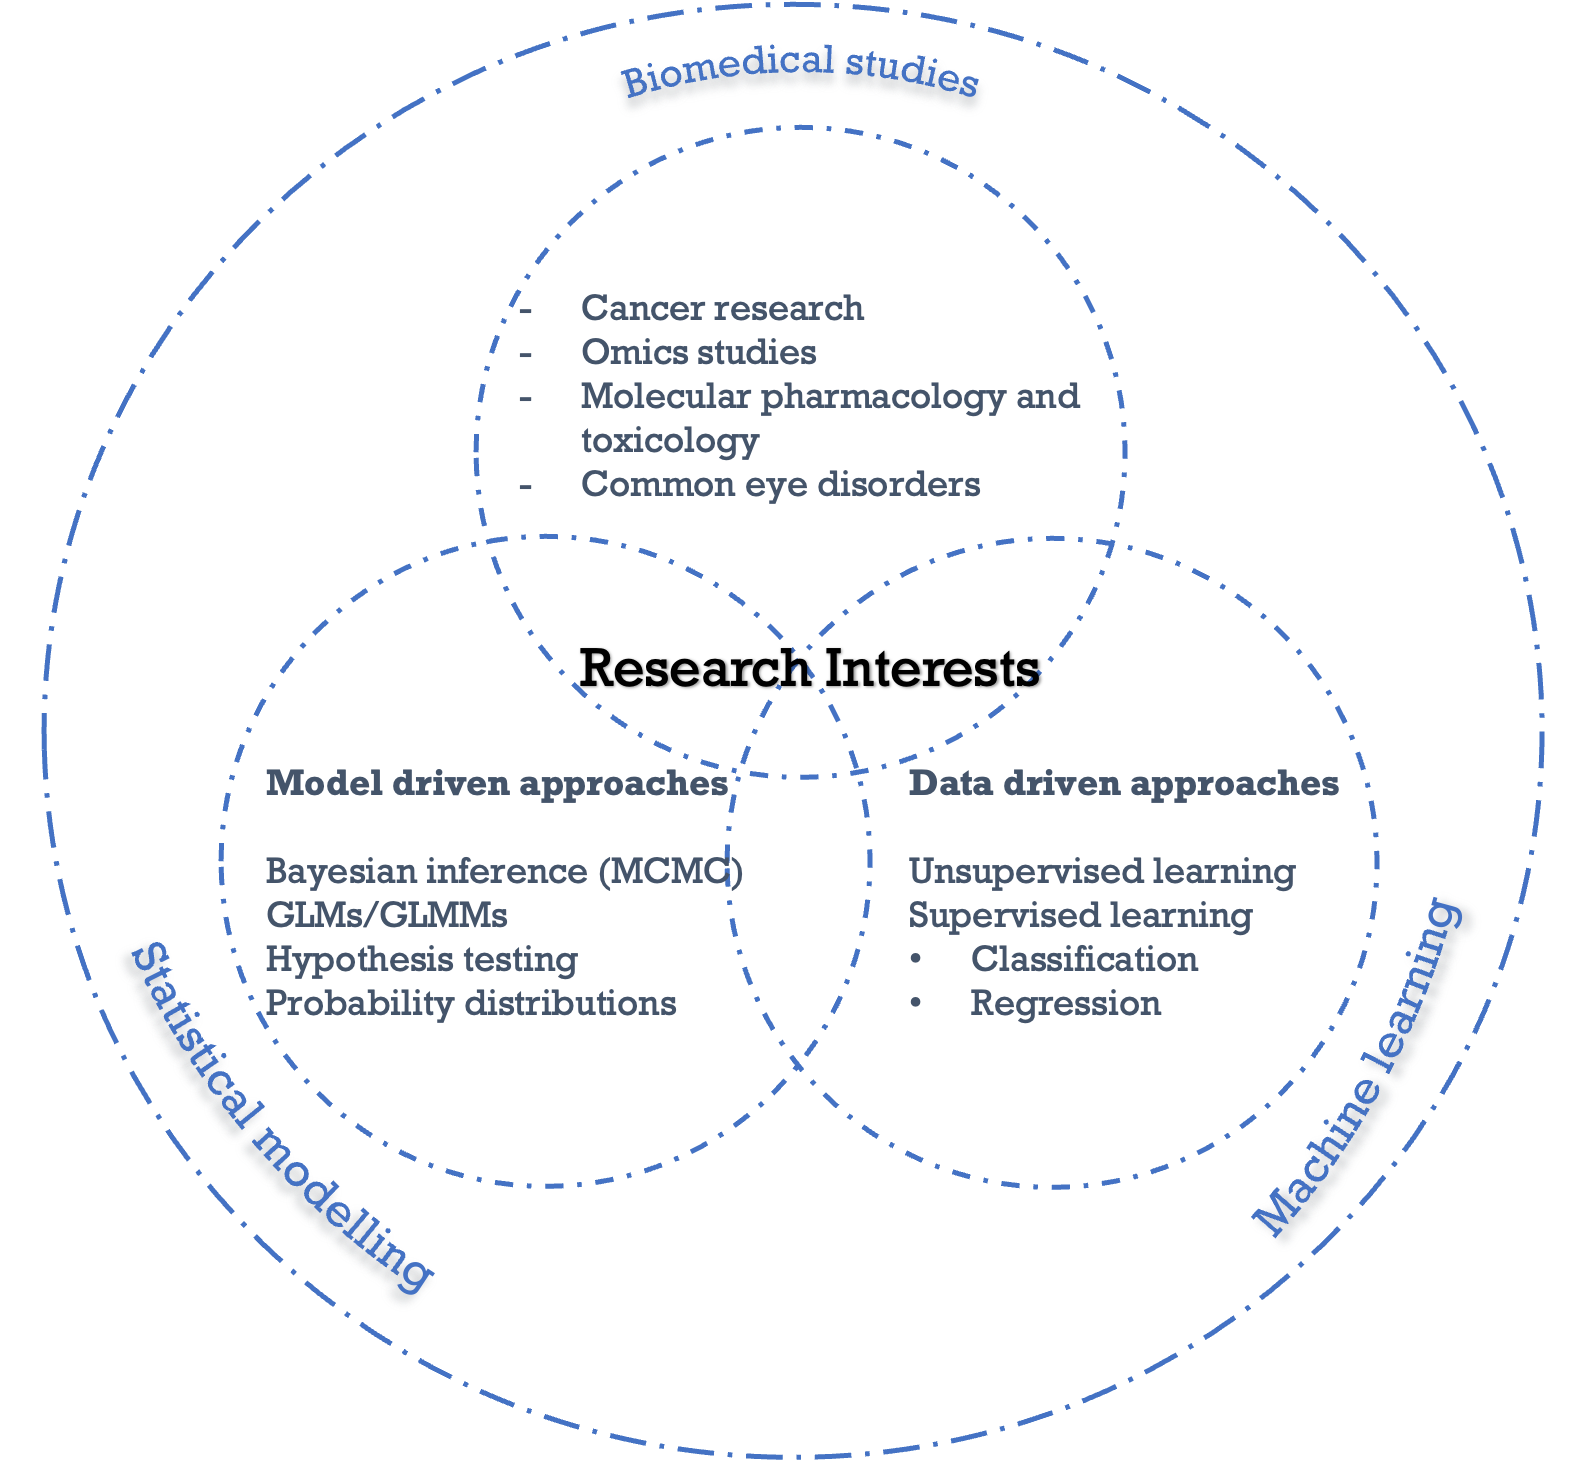 Biomedical studies
- Cancer research
- Omics studies
- Molecular pharmacology and
toxicology
- Common eye disorders
Research Interests
Model driven approaches
Bayesian inference (MCMC)
GLMs/GLMMs
Hypothesis testing
Probability distributions
Data driven approaches
Unsupervised learning
Supervised learning
• Classification
• Regression
Statistical modelling
Machine learning